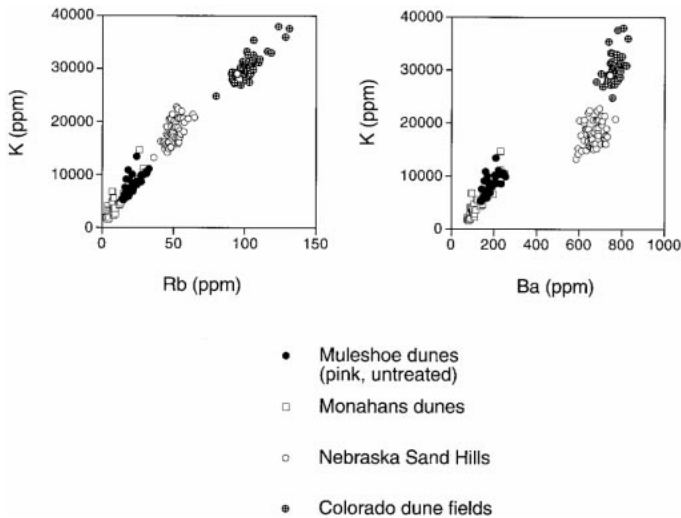 40000
30000
20000
10000
0
0 50 100 150
K (ppm)
Rb (ppm)
40000
30000
20000
10000
0
0 200 400 600 800 1000
K (ppm)
Ba (ppm)
Muleshoe dunes
(pink, untreated)
Monahans dunes
Nebraska Sand Hills
Colorado dune fields